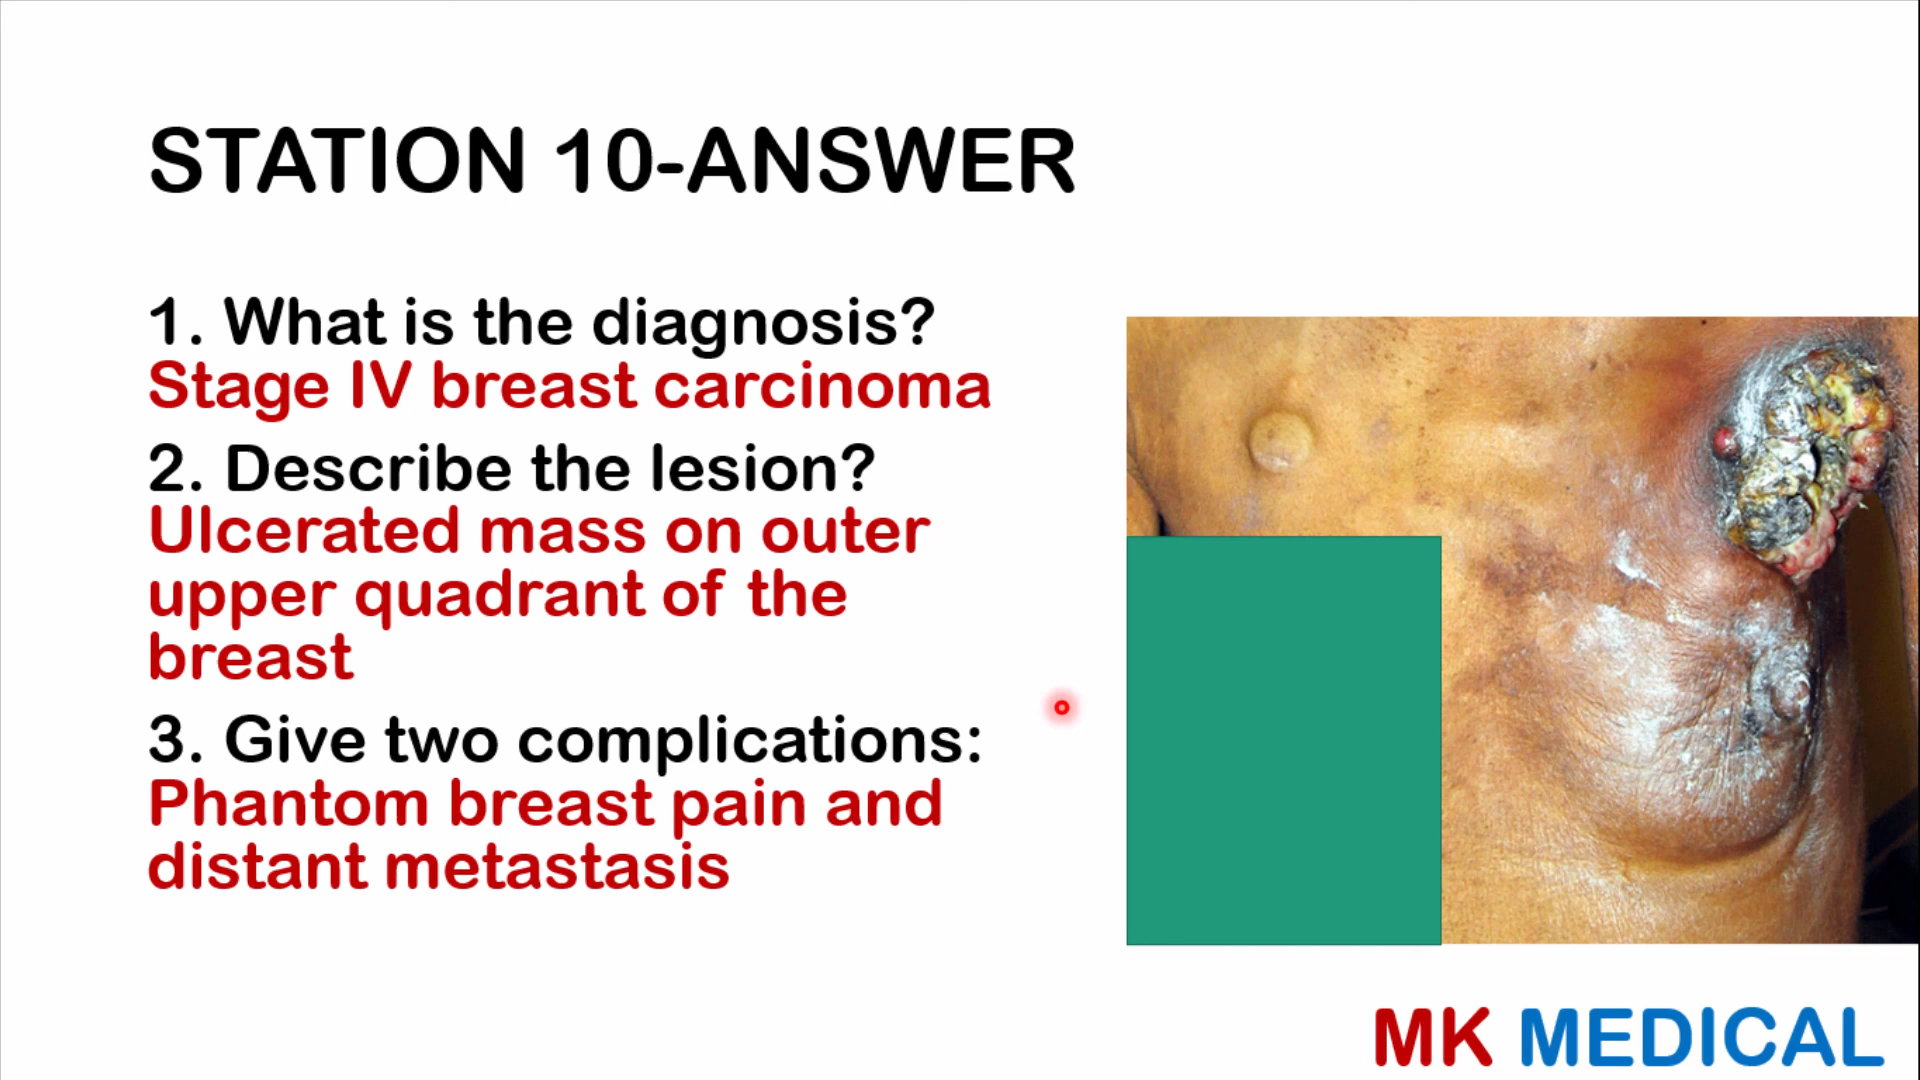 STATION 10-ANSWER
1. What is the diagnosis?
Stage IV breast carcinoma
2. Describe the lesion?
Ulcerated mass on outer
upper quadrant of the
breast
3. Give two complications:
Phantom breast pain and
distant metastasis
MK MEDICAL